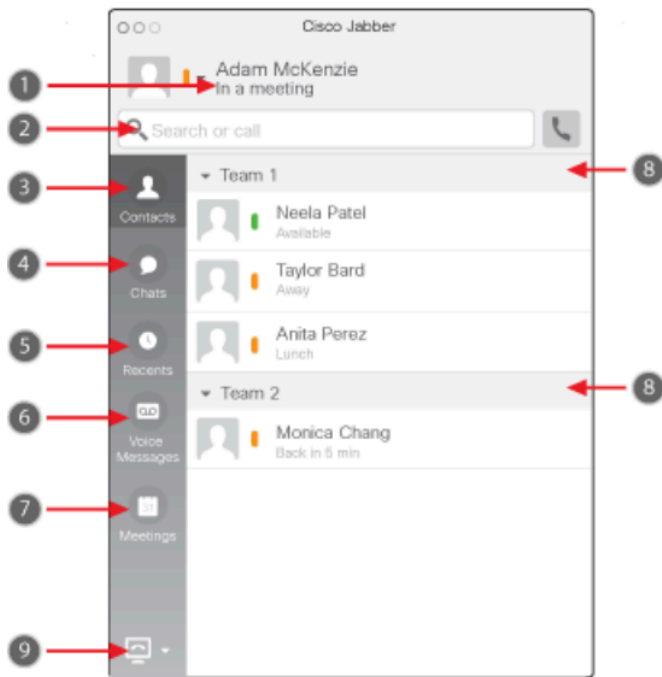 Cisco Jabber
Adam McKenzie
1
In a meeting
2
Search or call
Team 1
8
3
Contacts
Neela Patel
Available
4
Chats
Taylor Bard
Away
5
Recents
Anita Perez
Lunch
Team 2
8
6
Voice
Messages
Monica Chang
Back in 5 min
7
31
Meetings
9